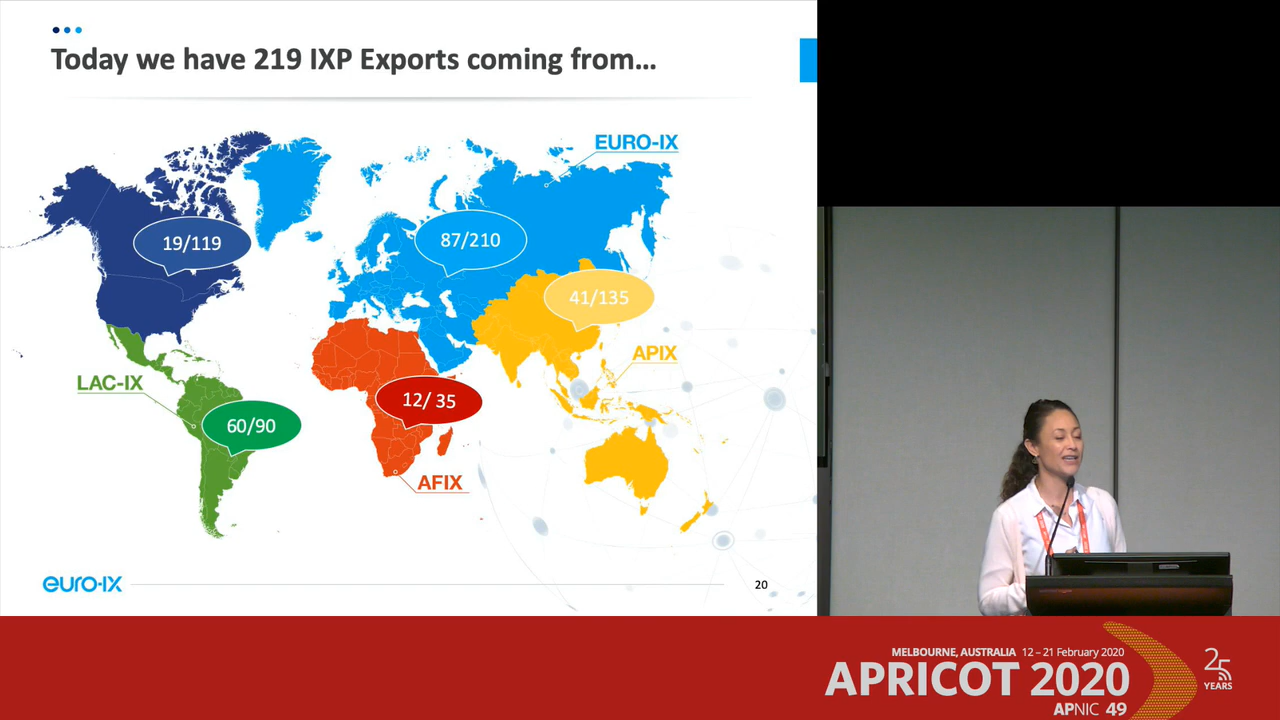 Today we have 219 IXP Exports coming from...
EURO-IX
19/119
87/210
41/135
APIX
LAC-IX
12/ 35
60/90
AFIX
euro-ix
20
MELBOURNE, AUSTRALIA 12 – 21 February 2020
APRICOT 2020
APNIC 49
25
YEARS